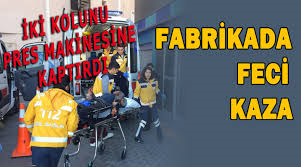 İKİ KOLUNU
PRES MAKİNESİNE
KAPTIRDI
FABRİKADA
FECİ
KAZA
112